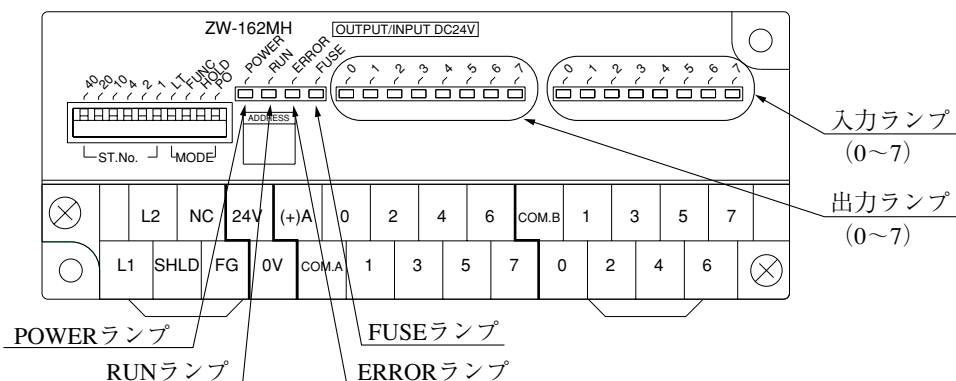 ZW-162MH OUTPUT/INPUT DC24V
POWER RUN ERROR FUSE
0 1 2 3 4 5 6 7 0 1 2 3 4 5 6 7
40 20 10 4 2 1 LT FUNC HOLD PO
ADDRESS
ST.No. MODE
入力ランプ
(0〜7)
出力ランプ
(0〜7)
L2 NC 24V (+)A 0 2 4 6 COM.B 1 3 5 7
L1 SHLD FG 0V COM.A 1 3 5 7 0 2 4 6
POWERランプ FUSEランプ
RUNランプ ERRORランプ